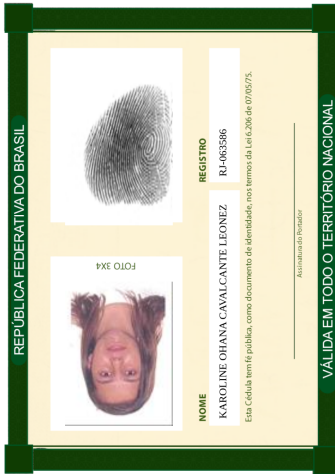 REPÚBLICA FEDERATIVA DO BRASIL
FOTO 3X4
NOME
KAROLINE OHANA CAVALCANTE LEONEZ
REGISTRO
RJ-063586
Esta Cédula tem fé pública, como documento de identidade, nos termos da Lei 6.206 de 07/05/75.
Assinatura do Portador
VÁLIDA EM TODO O TERRITÓRIO NACIONAL